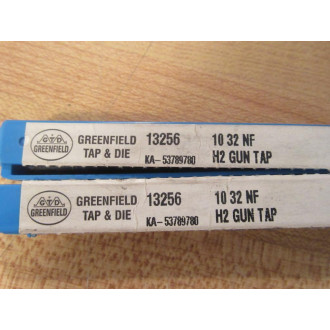 GTD
GREENFIELD
GREENFIELD
TAP & DIE
13256
KA-53789780
10 32 NF
H2 GUN TAP
GTD
GREENFIELD
GREENFIELD
TAP & DIE
13256
KA-53789780
10 32 NF
H2 GUN TAP